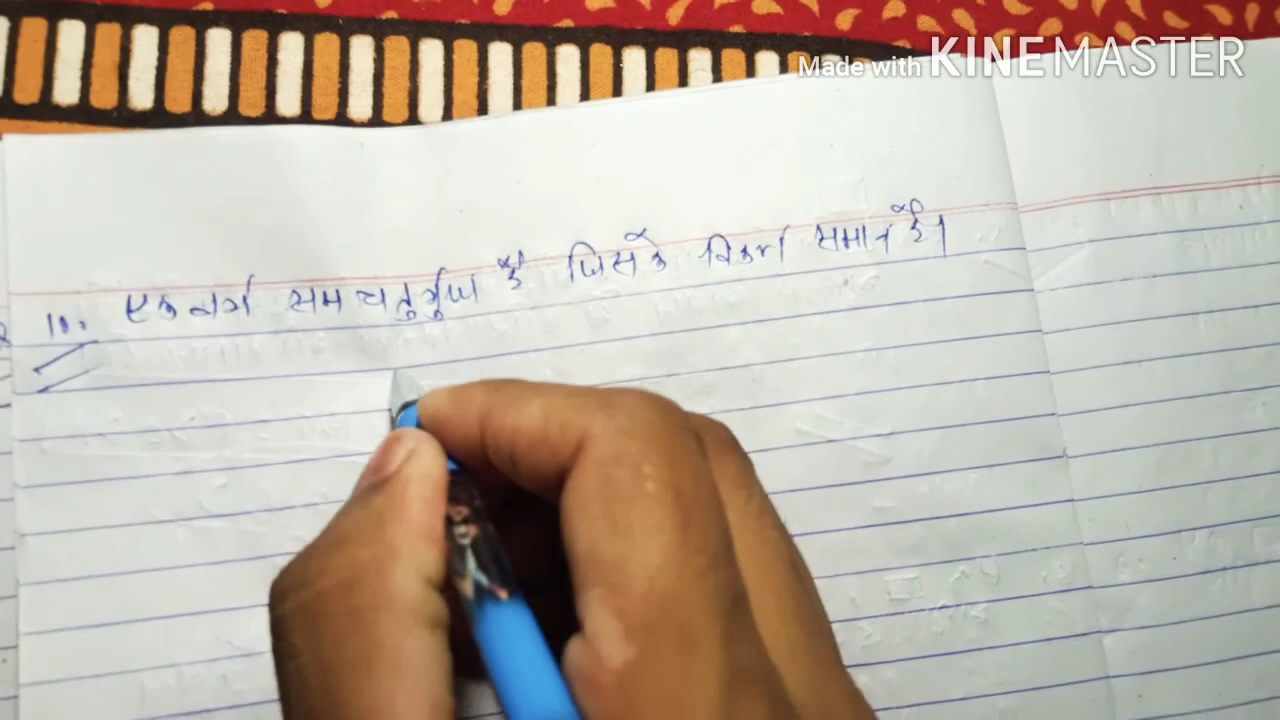 Made with KINEMASTER
10. एक वर्ग सम चतुर्भुज है जिसके विकर्ण समान है।